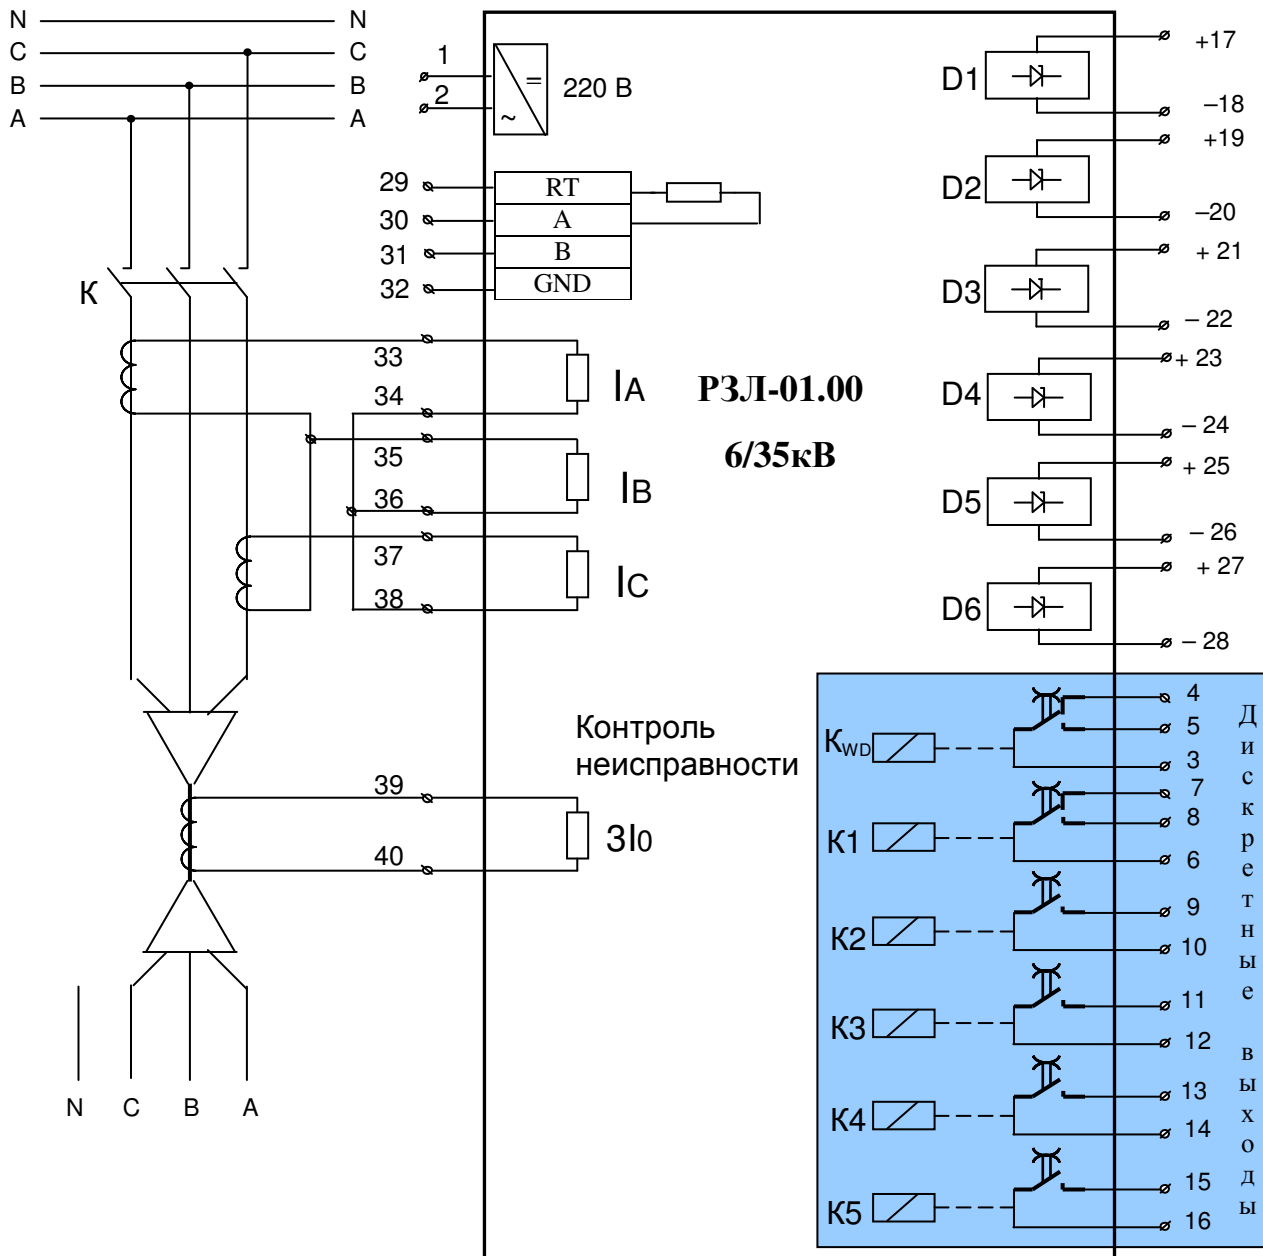 N N
C C
B B
A A
К
1
2
=
~
220 В
29 RT
30 A
31 B
32 GND
33
34
IA
35
36
IB
37
38
IC
РЗЛ-01.00
6/35кВ
Контроль
неисправности
39
40
3I0
N C B A
D1 +17
–18
D2 +19
–20
D3 + 21
– 22
D4 + 23
– 24
D5 + 25
– 26
D6 + 27
– 28
KWD 4
5
3
К1 7
8
6
К2 9
10
К3 11
12
К4 13
14
К5 15
16
Дискретные выходы